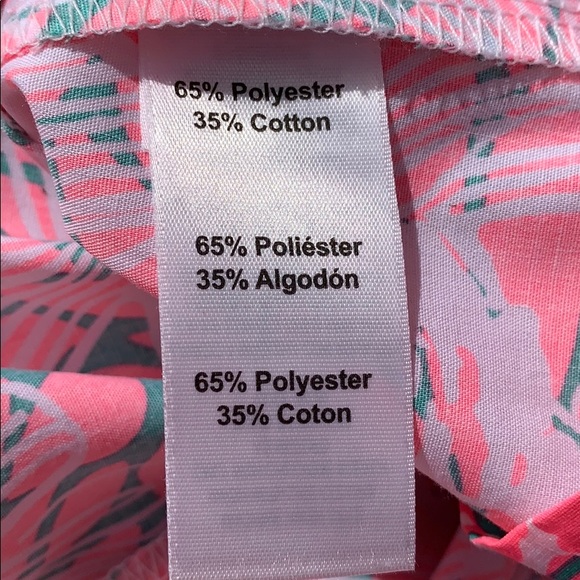 65% Polyester
35% Cotton
65% Poliéster
35% Algodón
65% Polyester
35% Coton